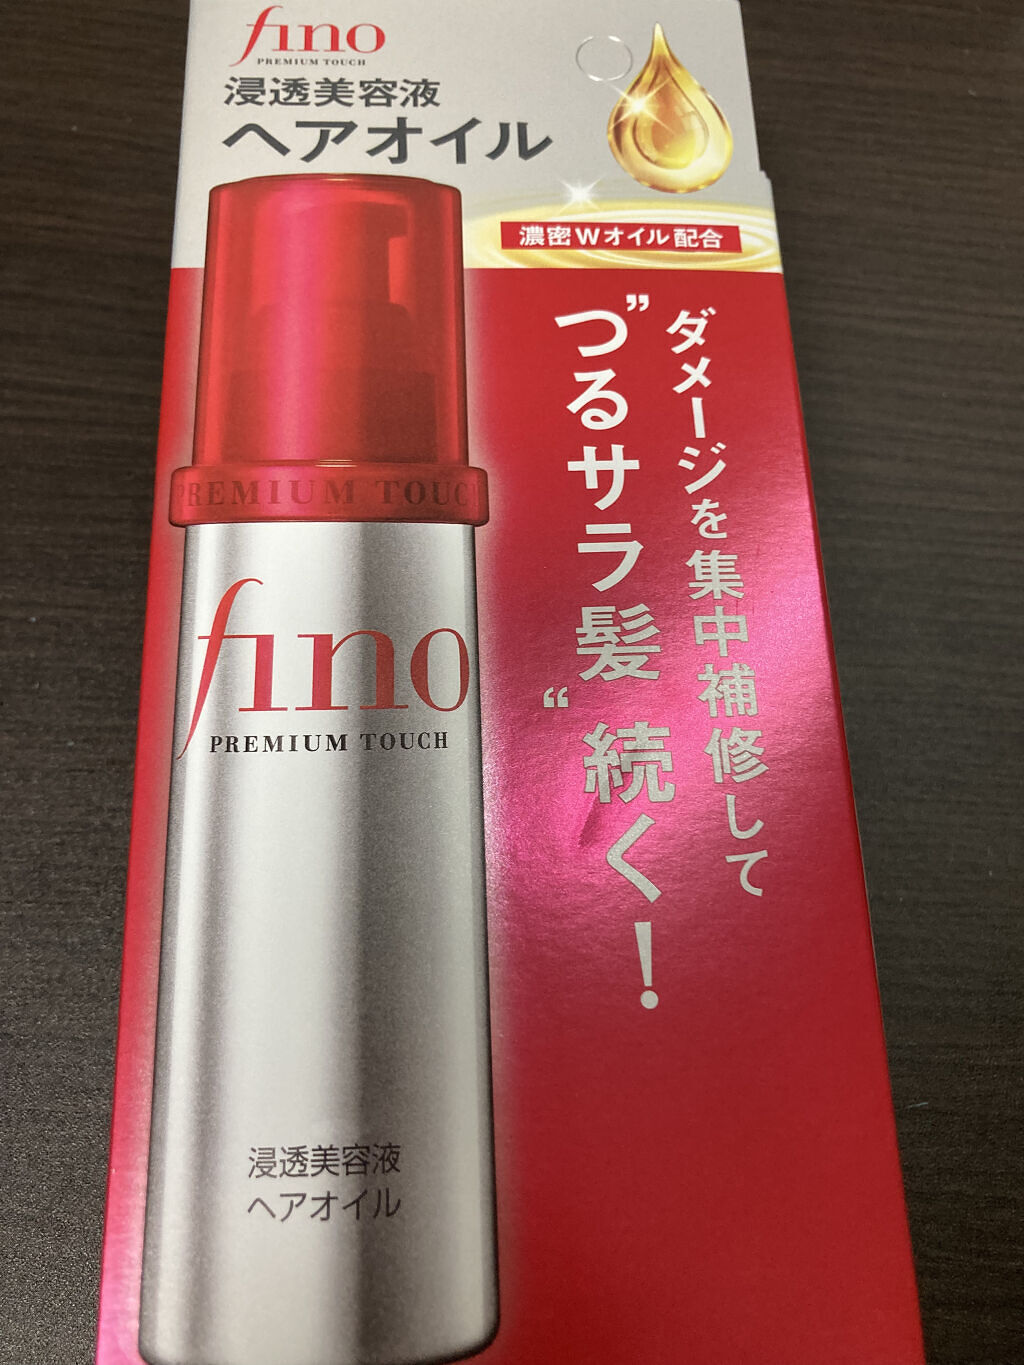 fino
PREMIUM TOUCH
浸透美容液
ヘアオイル
濃密Wオイル配合
ダメージを集中補修して
”つるサラ髪“続く!
PREMIUM TOUCH
fino
PREMIUM TOUCH
浸透美容液
ヘアオイル